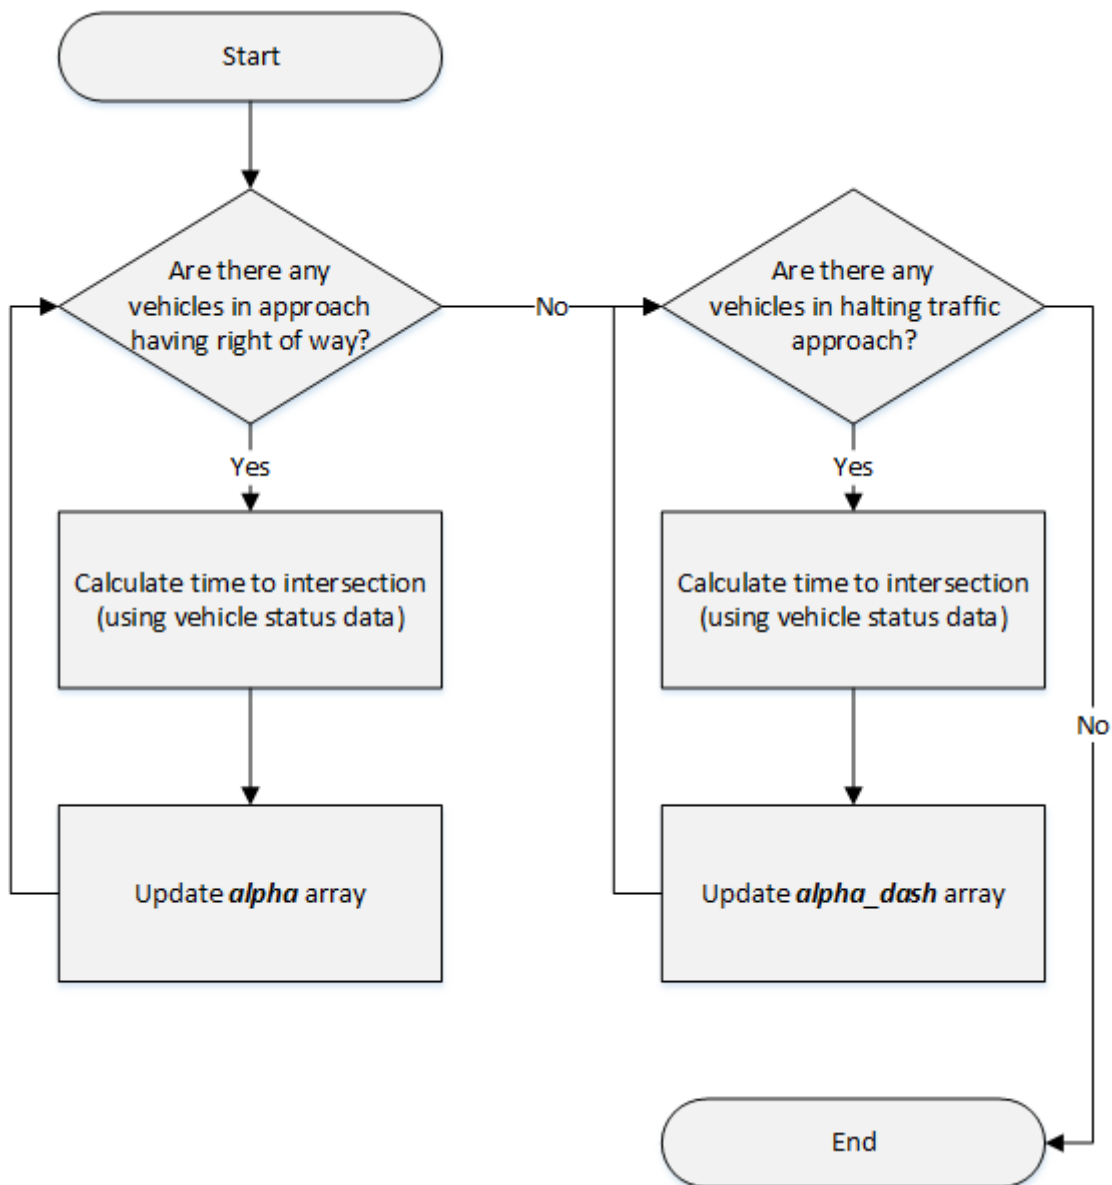 Start
Are there any
vehicles in approach
having right of way?
No
Are there any
vehicles in halting traffic
approach?
Yes
Yes
Calculate time to intersection
(using vehicle status data)
Calculate time to intersection
(using vehicle status data)
No
Update alpha array
Update alpha_dash array
End